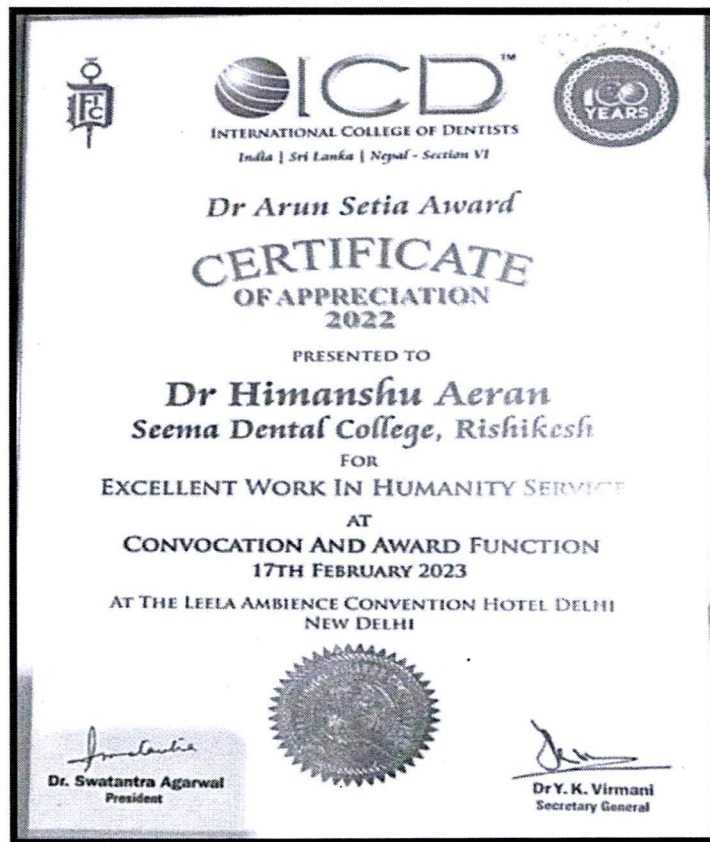 ICD™
INTERNATIONAL COLLEGE OF DENTISTS
India | Sri Lanka | Nepal - Section VI
100
YEARS
Dr Arun Setia Award
CERTIFICATE
OF APPRECIATION
2022
PRESENTED TO
Dr Himanshu Aeran
Seema Dental College, Rishikesh
FOR
EXCELLENT WORK IN HUMANITY SERVICE
AT
CONVOCATION AND AWARD FUNCTION
17TH FEBRUARY 2023
AT THE LEELA AMBIENCE CONVENTION HOTEL DELHI
NEW DELHI
Dr. Swatantra Agarwal
President
Dr Y. K. Virmani
Secretary General